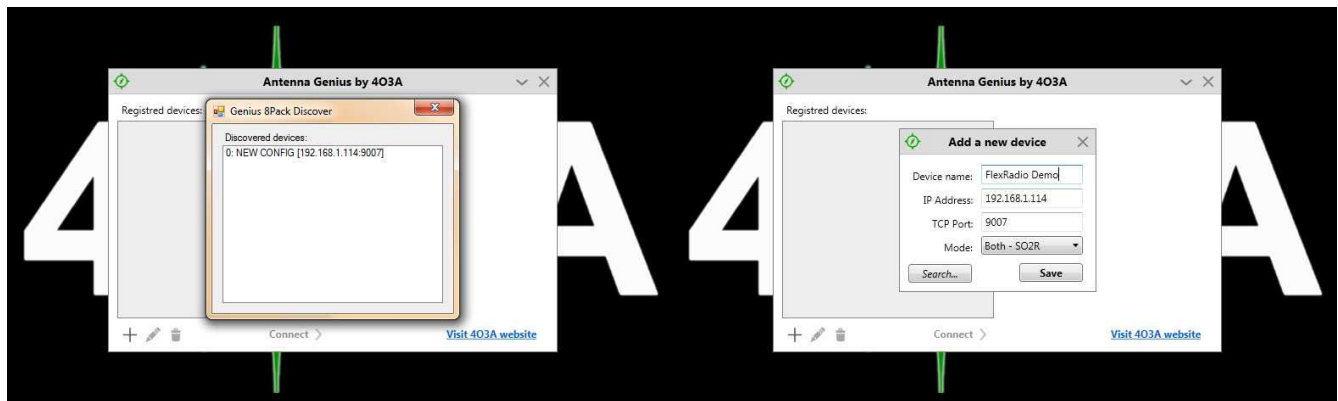 Antenna Genius by 4O3A
Registred devices:
Genius 8Pack Discover
Discovered devices:
0: NEW CONFIG [192.168.1.114:9007]
Connect
Visit 4O3A website
4
A
Antenna Genius by 4O3A
Registred devices:
Add a new device
Device name: FlexRadio Demo
IP Address: 192.168.1.114
TCP Port: 9007
Mode: Both - SO2R
Search...
Save
Connect
Visit 4O3A website
4
A